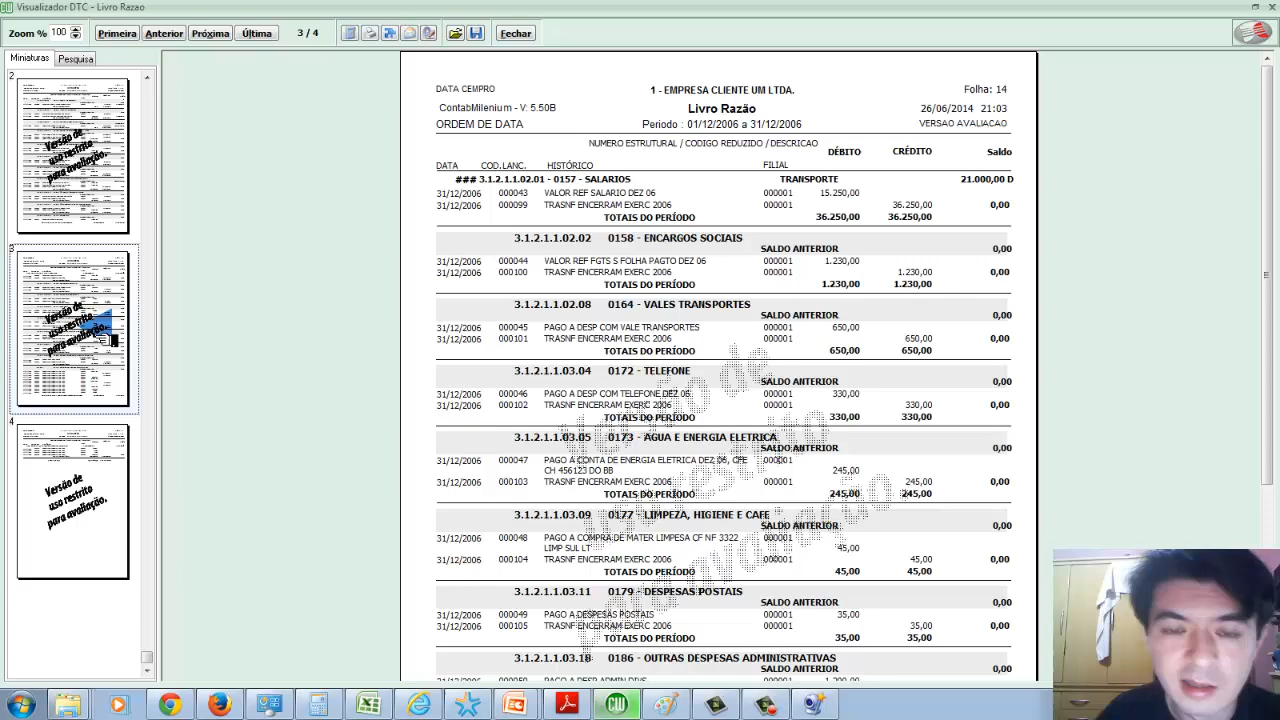 Visualizador DTC - Livro Razao
Zoom % 100 Primeira Anterior Próxima Última 3 / 4 Fechar
Miniaturas Pesquisa
2
Versão de
uso restrito
para avaliação.
3
Versão de
uso restrito
para avaliação.
4
Versão de
uso restrito
para avaliação.
DATA CEMPRO 1 - EMPRESA CLIENTE UM LTDA. Folha: 14
ContabMilenium - V: 5.50B Livro Razão 26/06/2014 21:03
ORDEM DE DATA Periodo : 01/12/2006 a 31/12/2006 VERSAO AVALIACAO
NUMERO ESTRUTURAL / CODIGO REDUZIDO / DESCRICAO
DÉBITO CRÉDITO Saldo
DATA COD.LANC. HISTÓRICO FILIAL
### 3.1.2.1.1.02.01 - 0157 - SALARIOS TRANSPORTE 21.000,00 D
31/12/2006 000043 VALOR REF SALARIO DEZ 06 000001 15.250,00
31/12/2006 000099 TRASNF ENCERRAM EXERC 2006 000001 36.250,00 0,00
TOTAIS DO PERÍODO 36.250,00 36.250,00
3.1.2.1.1.02.02 0158 - ENCARGOS SOCIAIS
SALDO ANTERIOR 0,00
31/12/2006 000044 VALOR REF FGTS S FOLHA PAGTO DEZ 06 000001 1.230,00
31/12/2006 000100 TRASNF ENCERRAM EXERC 2006 000001 1.230,00 0,00
TOTAIS DO PERÍODO 1.230,00 1.230,00
3.1.2.1.1.02.08 0164 - VALES TRANSPORTES
SALDO ANTERIOR 0,00
31/12/2006 000045 PAGO A DESP COM VALE TRANSPORTES 000001 650,00
31/12/2006 000101 TRASNF ENCERRAM EXERC 2006 000001 650,00 0,00
TOTAIS DO PERÍODO 650,00 650,00
3.1.2.1.1.03.04 0172 - TELEFONE
SALDO ANTERIOR 0,00
31/12/2006 000046 PAGO A DESP COM TELEFONE DEZ 06 000001 330,00
31/12/2006 000102 TRASNF ENCERRAM EXERC 2006 000001 330,00 0,00
TOTAIS DO PERÍODO 330,00 330,00
3.1.2.1.1.03.05 0173 - AGUA E ENERGIA ELETRICA
SALDO ANTERIOR 0,00
31/12/2006 000047 PAGO A CONTA DE ENERGIA ELETRICA DEZ 06, CFE 000001
CH 456123 DO BB 245,00
31/12/2006 000103 TRASNF ENCERRAM EXERC 2006 000001 245,00 0,00
TOTAIS DO PERÍODO 245,00 245,00
3.1.2.1.1.03.09 0177 - LIMPEZA, HIGIENE E CAFE
SALDO ANTERIOR 0,00
31/12/2006 000048 PAGO A COMPRA DE MATER LIMPESA CF NF 3322 000001
LIMP SUL LT 45,00
31/12/2006 000104 TRASNF ENCERRAM EXERC 2006 000001 45,00 0,00
TOTAIS DO PERÍODO 45,00 45,00
3.1.2.1.1.03.11 0179 - DESPESAS POSTAIS
SALDO ANTERIOR 0,00
31/12/2006 000049 PAGO A DESPESAS POSTAIS 000001 35,00
31/12/2006 000105 TRASNF ENCERRAM EXERC 2006 000001 35,00 0,00
TOTAIS DO PERÍODO 35,00 35,00
3.1.2.1.1.03.18 0186 - OUTRAS DESPESAS ADMINISTRATIVAS
SALDO ANTERIOR 0,00
Versão de
uso restrito
para avaliação